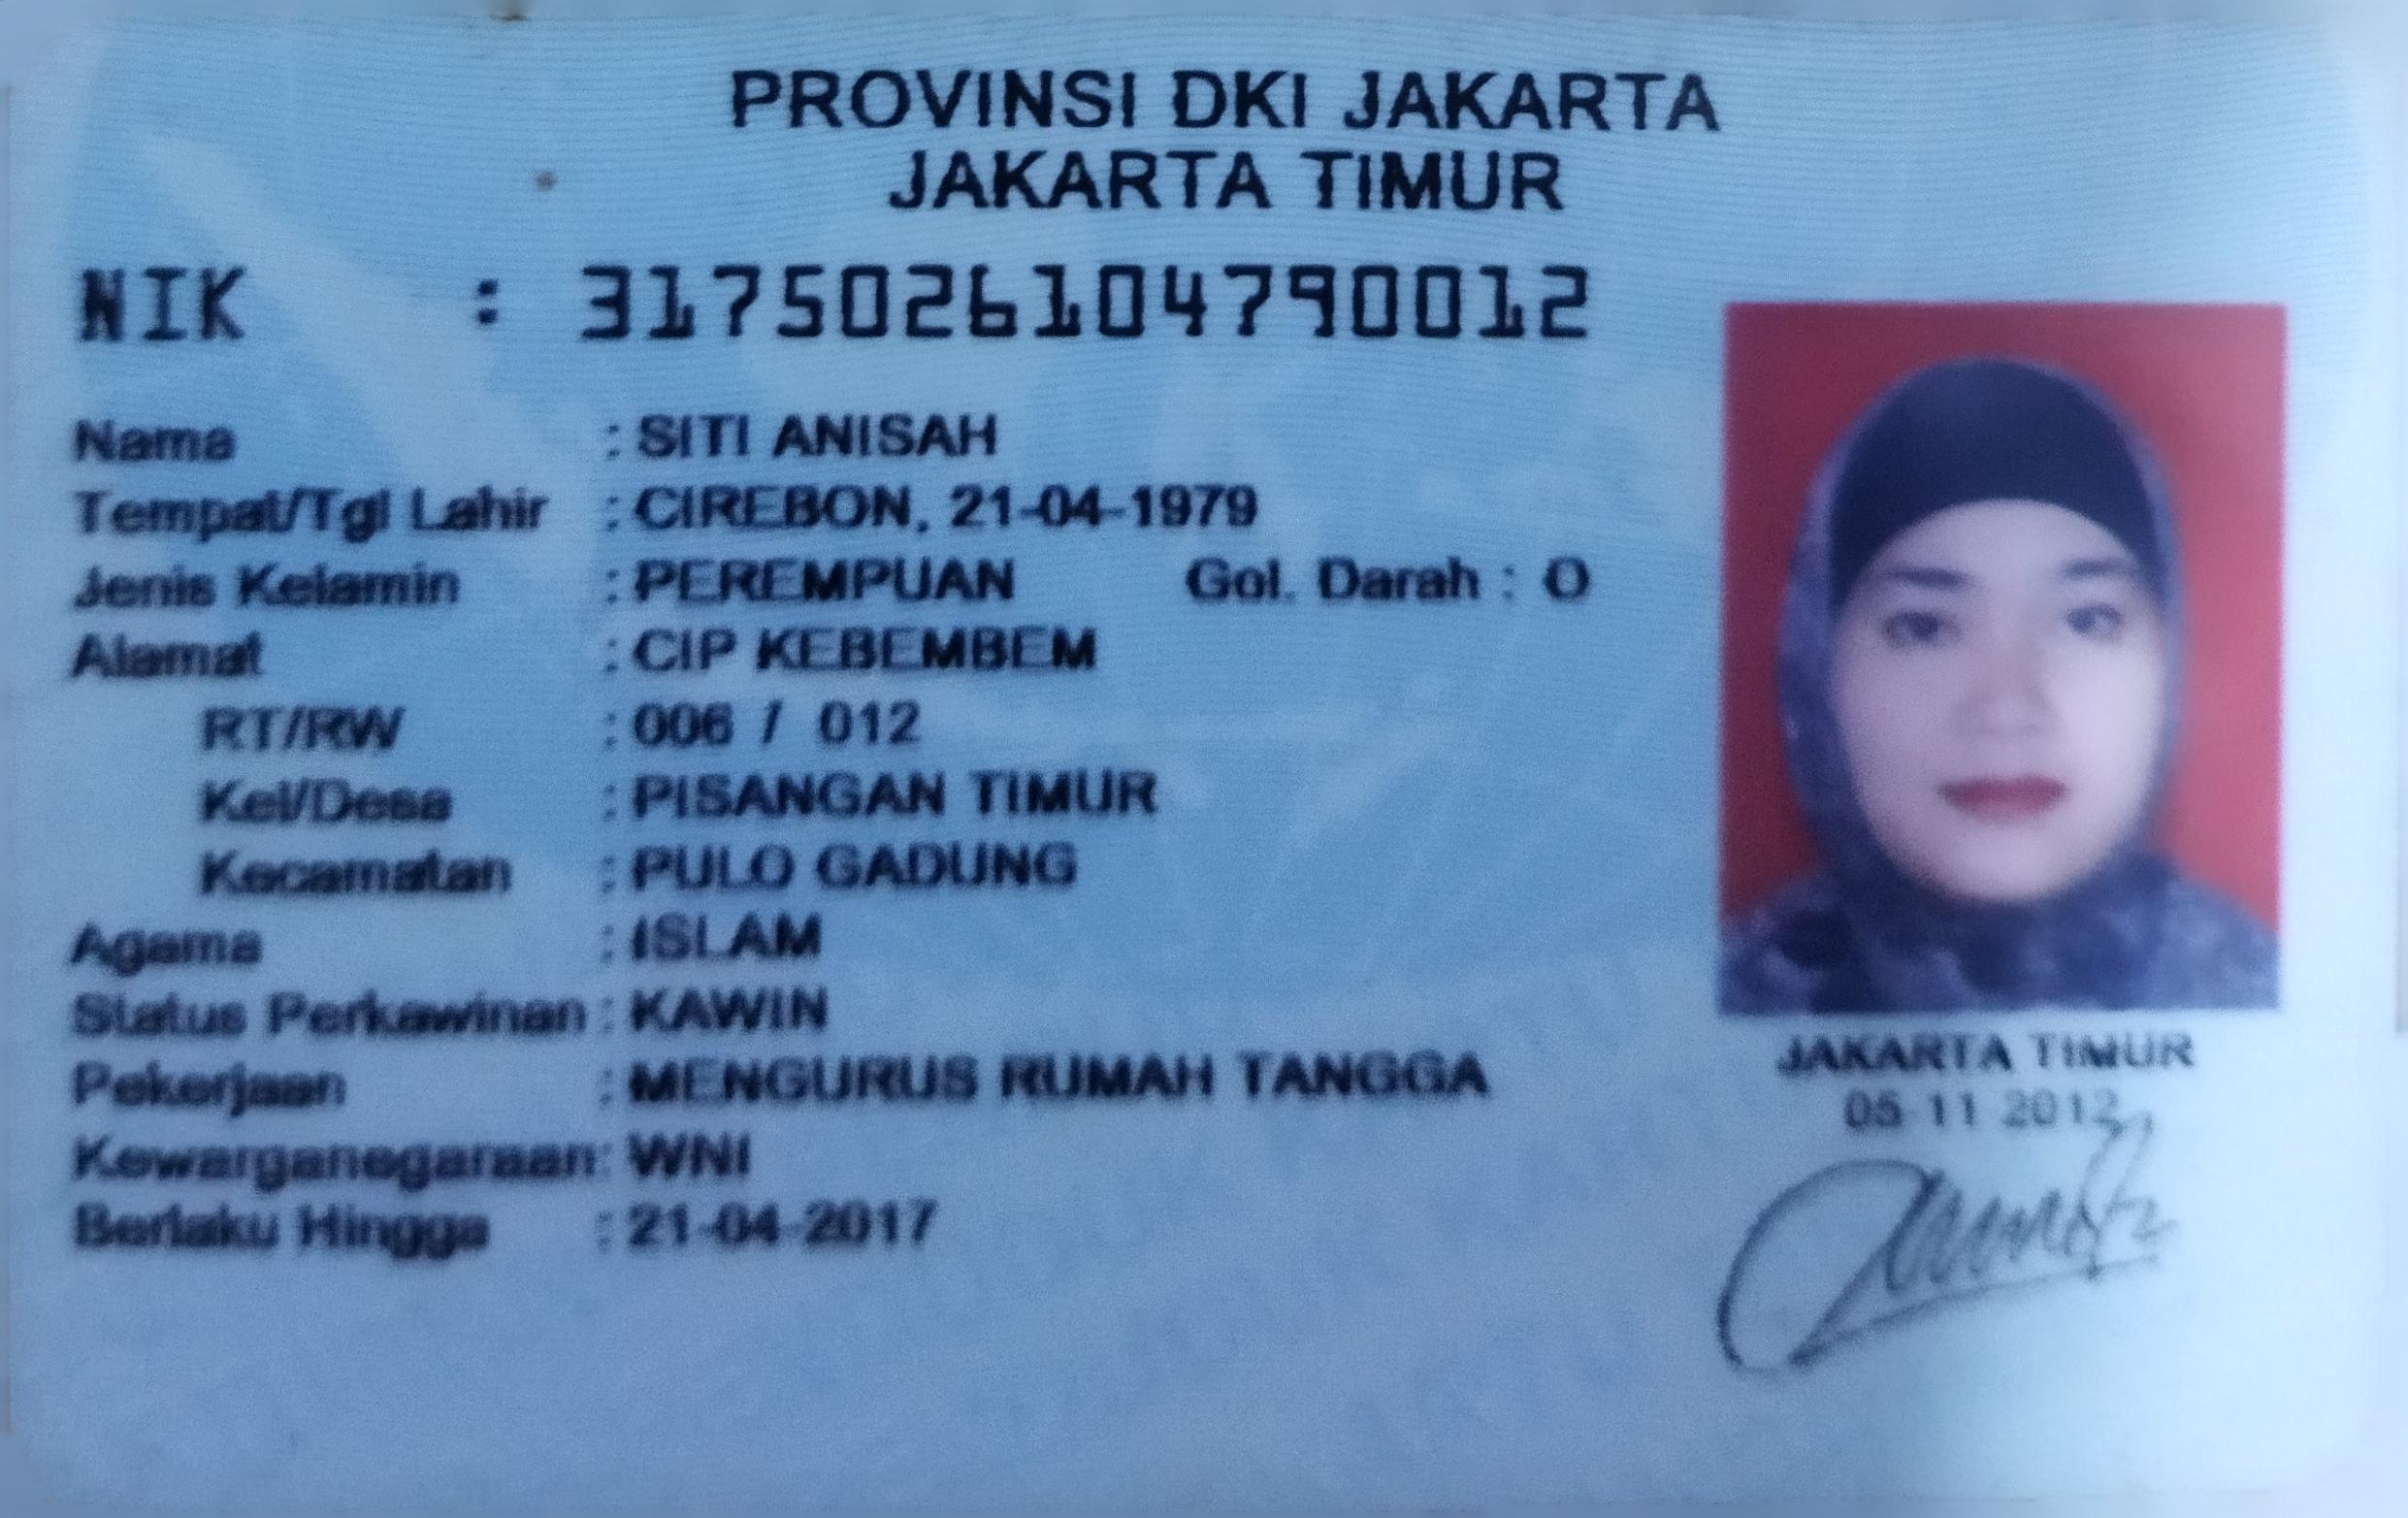 PROVINSI DKI JAKARTA
JAKARTA TIMUR
NIK : 3175026104790012
Nama : SITI ANISAH
Tempat/Tgl Lahir : CIREBON, 21-04-1979
Jenis Kelamin : PEREMPUAN Gol. Darah : O
Alamat : CIP KEBEMBEM
RT/RW : 006 / 012
Kel/Desa : PISANGAN TIMUR
Kecamatan : PULO GADUNG
Agama : ISLAM
Status Perkawinan : KAWIN
Pekerjaan : MENGURUS RUMAH TANGGA
Kewarganegaraan : WNI
Berlaku Hingga : 21-04-2017
JAKARTA TIMUR
05-11-2012